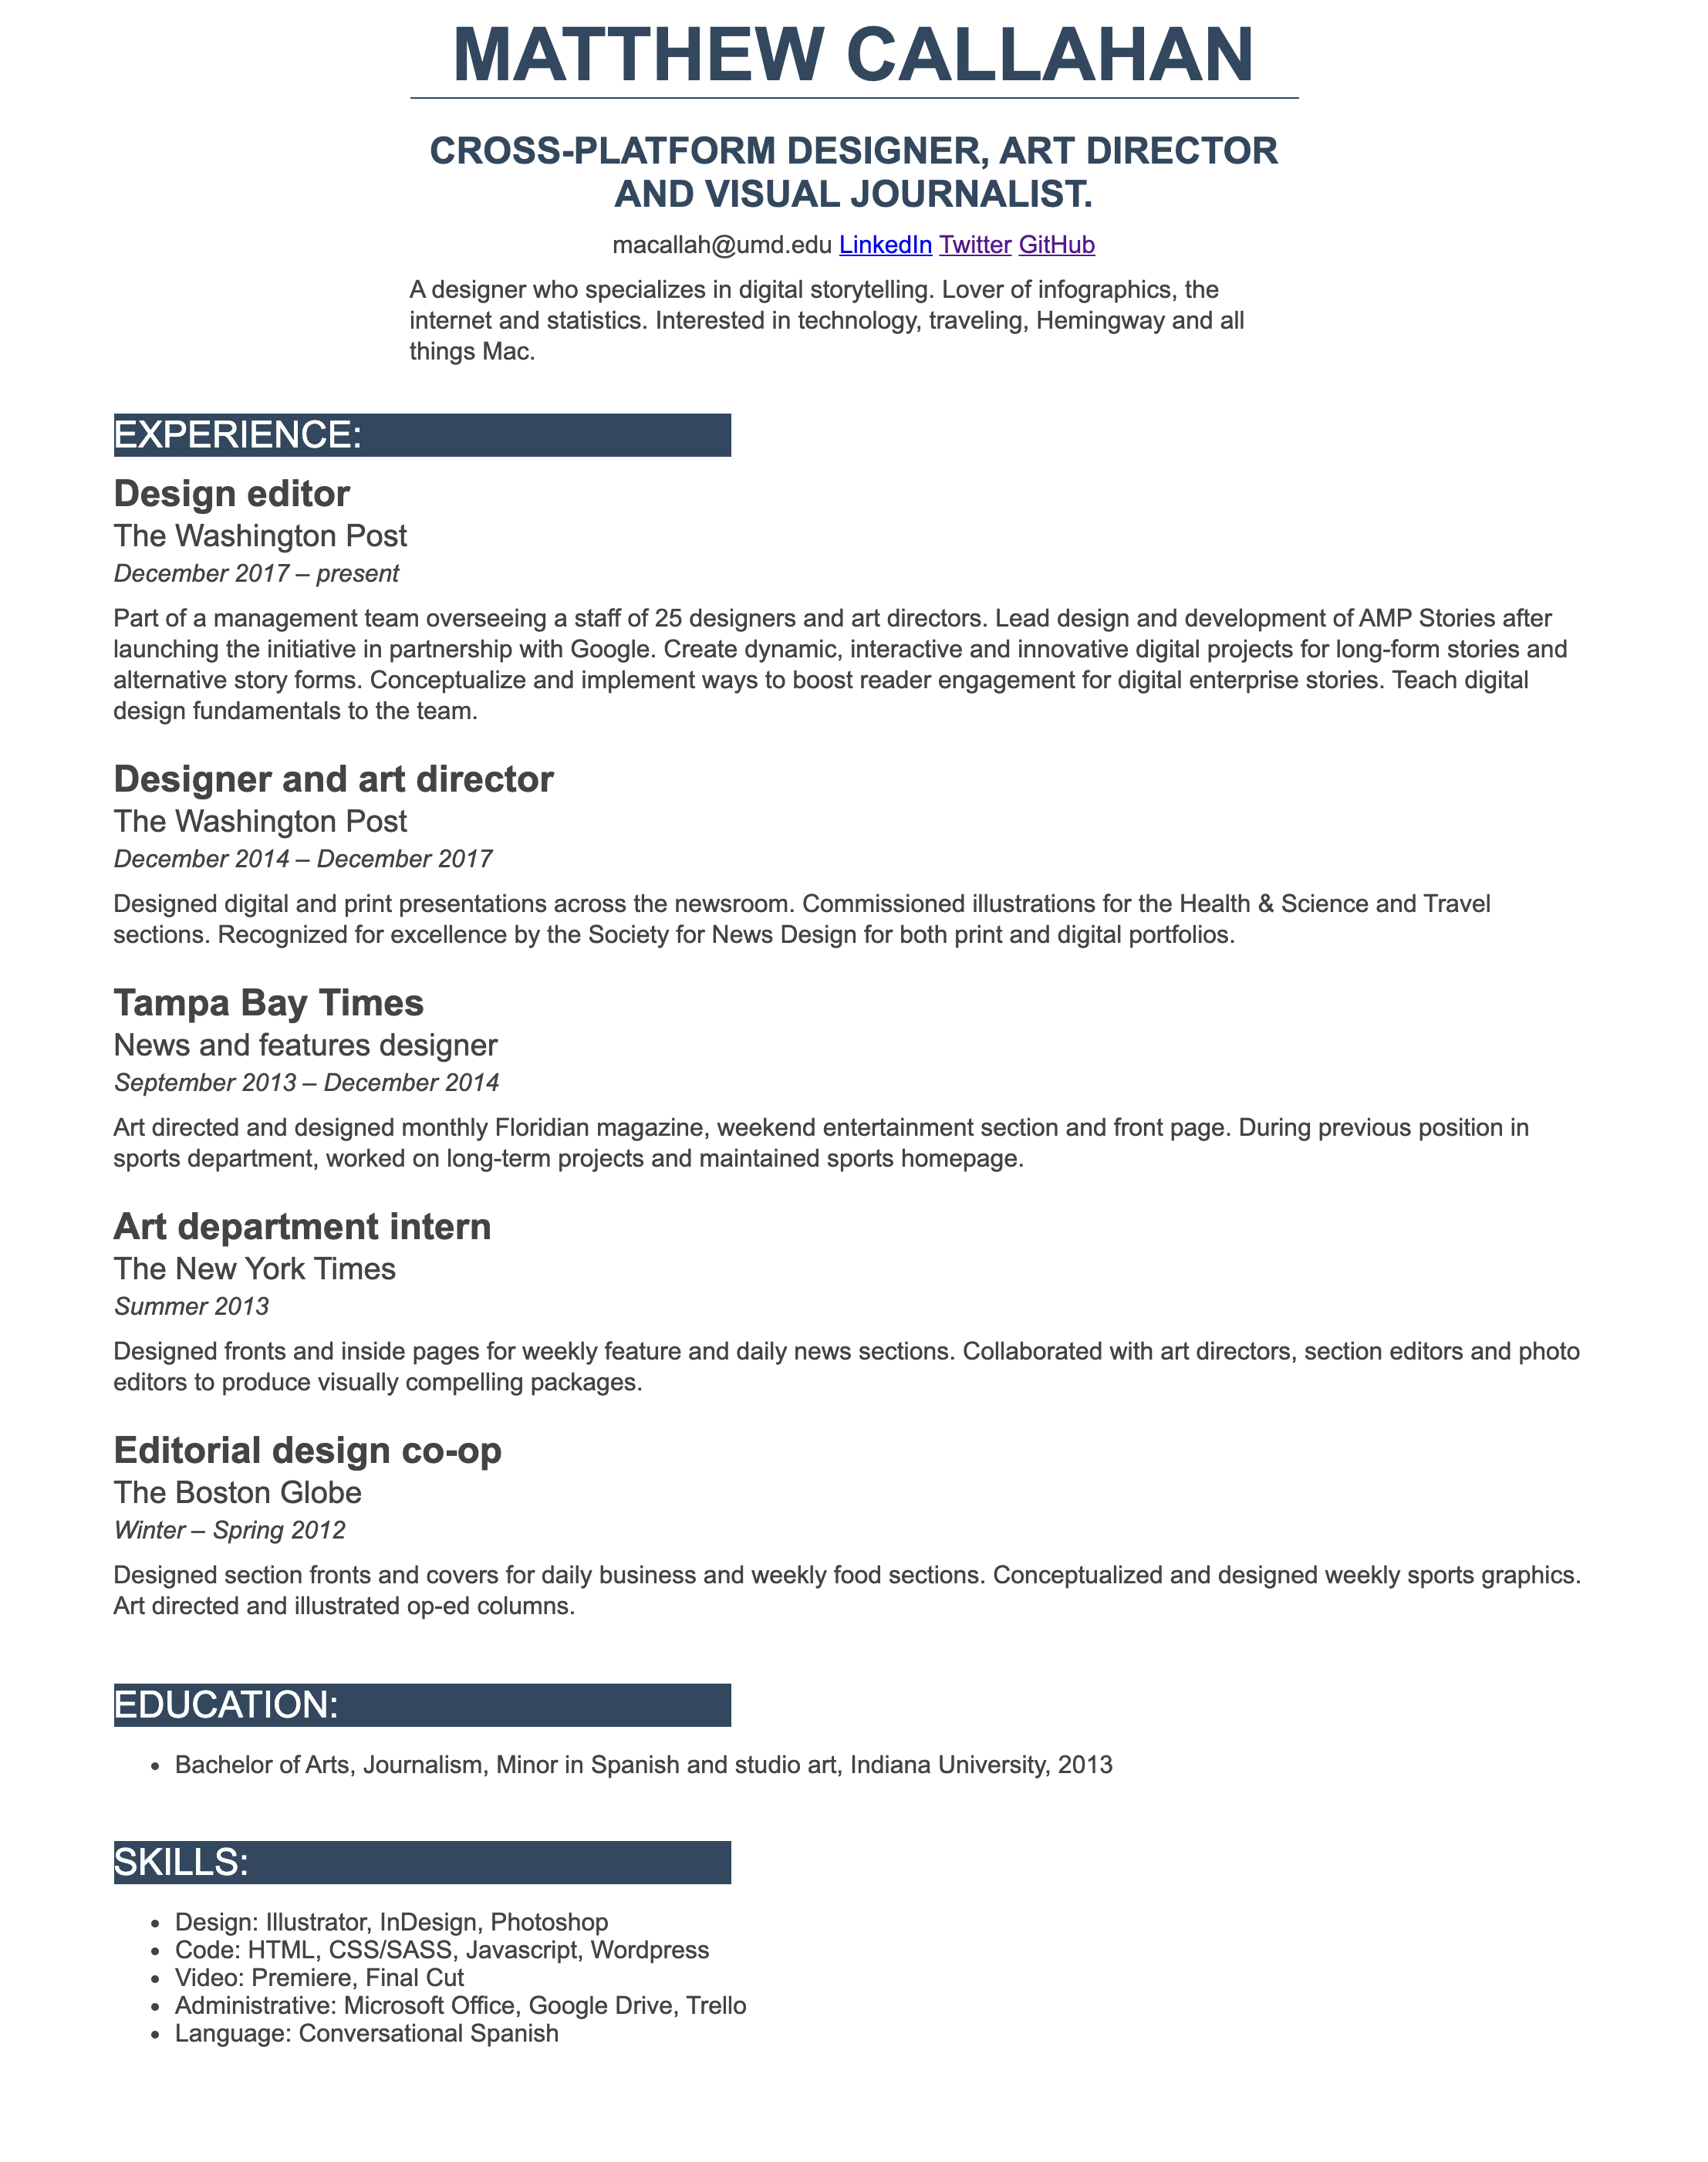 MATTHEW CALLAHAN
CROSS-PLATFORM DESIGNER, ART DIRECTOR
AND VISUAL JOURNALIST.
macallah@umd.edu LinkedIn Twitter GitHub
A designer who specializes in digital storytelling. Lover of infographics, the
internet and statistics. Interested in technology, traveling, Hemingway and all
things Mac.
EXPERIENCE:
Design editor
The Washington Post
December 2017 – present
Part of a management team overseeing a staff of 25 designers and art directors. Lead design and development of AMP Stories after
launching the initiative in partnership with Google. Create dynamic, interactive and innovative digital projects for long-form stories and
alternative story forms. Conceptualize and implement ways to boost reader engagement for digital enterprise stories. Teach digital
design fundamentals to the team.
Designer and art director
The Washington Post
December 2014 – December 2017
Designed digital and print presentations across the newsroom. Commissioned illustrations for the Health & Science and Travel
sections. Recognized for excellence by the Society for News Design for both print and digital portfolios.
Tampa Bay Times
News and features designer
September 2013 – December 2014
Art directed and designed monthly Floridian magazine, weekend entertainment section and front page. During previous position in
sports department, worked on long-term projects and maintained sports homepage.
Art department intern
The New York Times
Summer 2013
Designed fronts and inside pages for weekly feature and daily news sections. Collaborated with art directors, section editors and photo
editors to produce visually compelling packages.
Editorial design co-op
The Boston Globe
Winter – Spring 2012
Designed section fronts and covers for daily business and weekly food sections. Conceptualized and designed weekly sports graphics.
Art directed and illustrated op-ed columns.
EDUCATION:
• Bachelor of Arts, Journalism, Minor in Spanish and studio art, Indiana University, 2013
SKILLS:
• Design: Illustrator, InDesign, Photoshop
• Code: HTML, CSS/SASS, Javascript, Wordpress
• Video: Premiere, Final Cut
• Administrative: Microsoft Office, Google Drive, Trello
• Language: Conversational Spanish